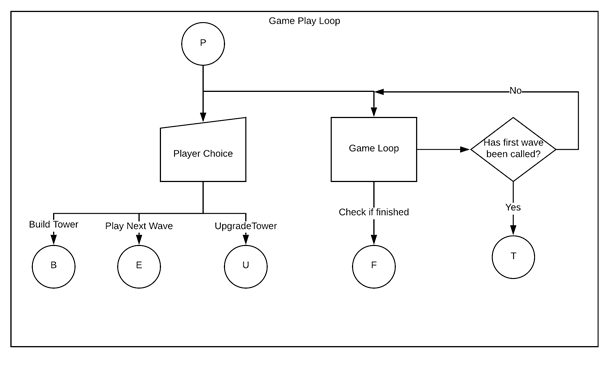 Game Play Loop
P
No
Player Choice
Game Loop
Has first wave
been called?
Build Tower
Play Next Wave
UpgradeTower
Check if finished
Yes
B
E
U
F
T